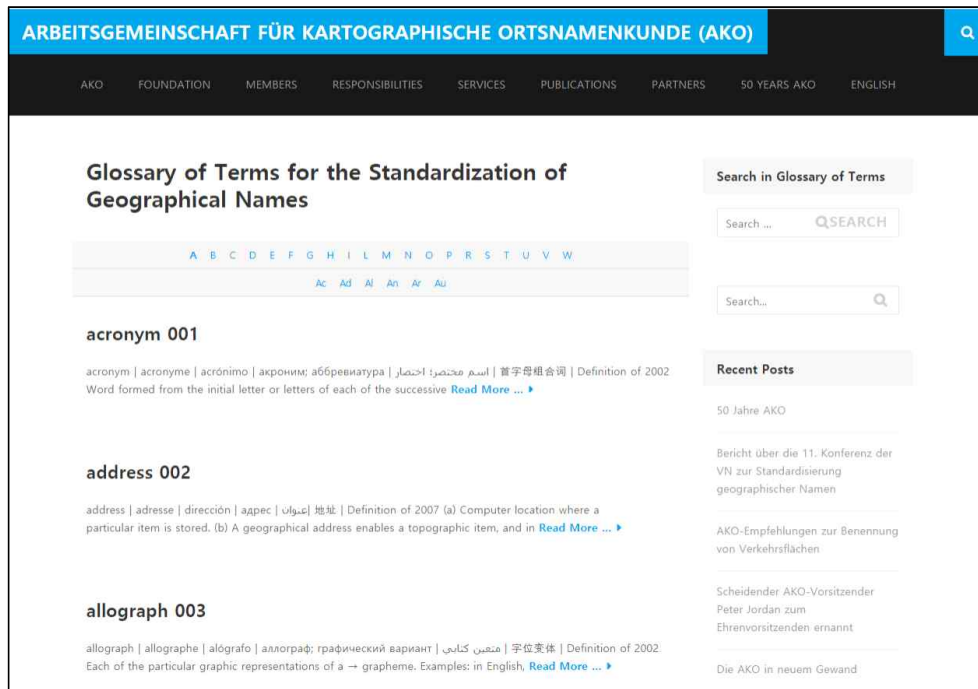 ARBEITSGEMEINSCHAFT FÜR KARTOGRAPHISCHE ORTSNAMENKUNDE (AKO)
AKO FOUNDATION MEMBERS RESPONSIBILITIES SERVICES PUBLICATIONS PARTNERS 50 YEARS AKO ENGLISH
Glossary of Terms for the Standardization of
Geographical Names
A B C D E F G H I L M N O P R S T U V W
Ac Ad Al An Ar Au
acronym 001
acronym | acronyme | acrónimo | акроним; аббревиатура | اسم مختصر؛ اختصار | 首字母组合词 | Definition of 2002
Word formed from the initial letter or letters of each of the successive Read More ...
address 002
address | adresse | dirección | адрес | عنوان| 地址 | Definition of 2007 (a) Computer location where a
particular item is stored. (b) A geographical address enables a topographic item, and in Read More ...
allograph 003
allograph | allographe | alógrafo | аллограф; графический вариант | متعين كتابي | 字位变体 | Definition of 2002
Each of the particular graphic representations of a → grapheme. Examples: in English, Read More ...
Search in Glossary of Terms
Search ... SEARCH
Search...
Recent Posts
50 Jahre AKO
Bericht über die 11. Konferenz der
VN zur Standardisierung
geographischer Namen
AKO-Empfehlungen zur Benennung
von Verkehrsflächen
Scheidender AKO-Vorsitzender
Peter Jordan zum
Ehrenvorsitzenden ernannt
Die AKO in neuem Gewand